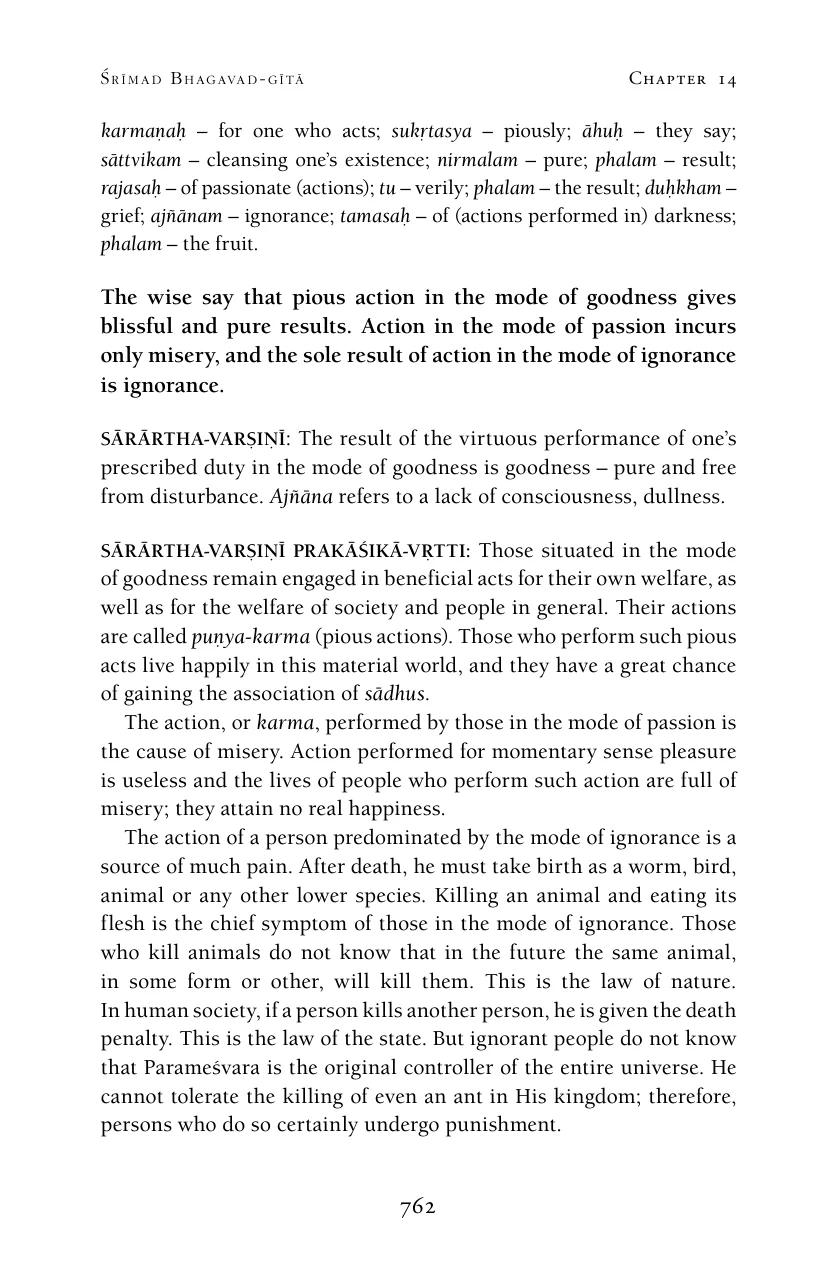 Śrīmad Bhagavad-gītā Chapter 14
karmaṇaḥ – for one who acts; sukṛtasya – piously; āhuḥ – they say;
sāttvikam – cleansing one’s existence; nirmalam – pure; phalam – result;
rajasaḥ – of passionate (actions); tu – verily; phalam – the result; duḥkham –
grief; ajñānam – ignorance; tamasaḥ – of (actions performed in) darkness;
phalam – the fruit.
The wise say that pious action in the mode of goodness gives
blissful and pure results. Action in the mode of passion incurs
only misery, and the sole result of action in the mode of ignorance
is ignorance.
SĀRĀRTHA-VARṢIṆĪ: The result of the virtuous performance of one’s
prescribed duty in the mode of goodness is goodness – pure and free
from disturbance. Ajñāna refers to a lack of consciousness, dullness.
SĀRĀRTHA-VARṢIṆĪ PRAKĀŚIKĀ-VṚTTI: Those situated in the mode
of goodness remain engaged in beneficial acts for their own welfare, as
well as for the welfare of society and people in general. Their actions
are called puṇya-karma (pious actions). Those who perform such pious
acts live happily in this material world, and they have a great chance
of gaining the association of sādhus.
The action, or karma, performed by those in the mode of passion is
the cause of misery. Action performed for momentary sense pleasure
is useless and the lives of people who perform such action are full of
misery; they attain no real happiness.
The action of a person predominated by the mode of ignorance is a
source of much pain. After death, he must take birth as a worm, bird,
animal or any other lower species. Killing an animal and eating its
flesh is the chief symptom of those in the mode of ignorance. Those
who kill animals do not know that in the future the same animal,
in some form or other, will kill them. This is the law of nature.
In human society, if a person kills another person, he is given the death
penalty. This is the law of the state. But ignorant people do not know
that Parameśvara is the original controller of the entire universe. He
cannot tolerate the killing of even an ant in His kingdom; therefore,
persons who do so certainly undergo punishment.
762